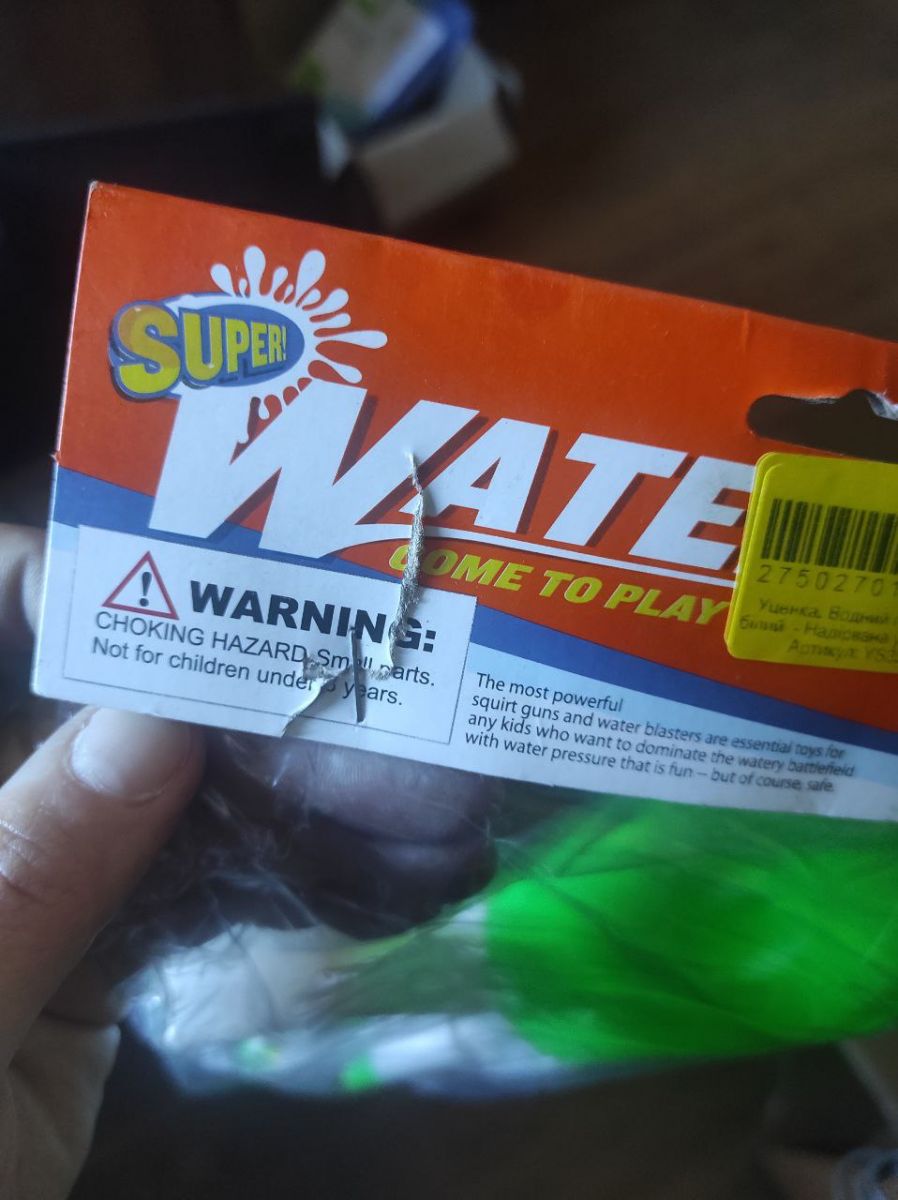 SUPER!
WATE
COME TO PLAY
27502701
Уценка. Водный
- Надорвана
Артикул: YS3
WARNING:
CHOKING HAZARD. Small parts.
Not for children under 3 years.
The most powerful
squirt guns and water blasters are essential toys for
any kids who want to dominate the watery battlefield
with water pressure that is fun – but of course, safe.